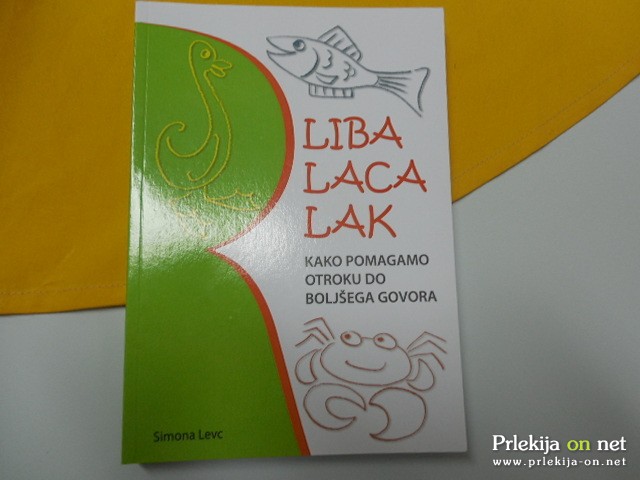 LIBA
LACA
LAK
KAKO POMAGAMO
OTROKU DO
BOLJŠEGA GOVORA
Simona Levc
Prlekija on net
www.prlekija-on.net